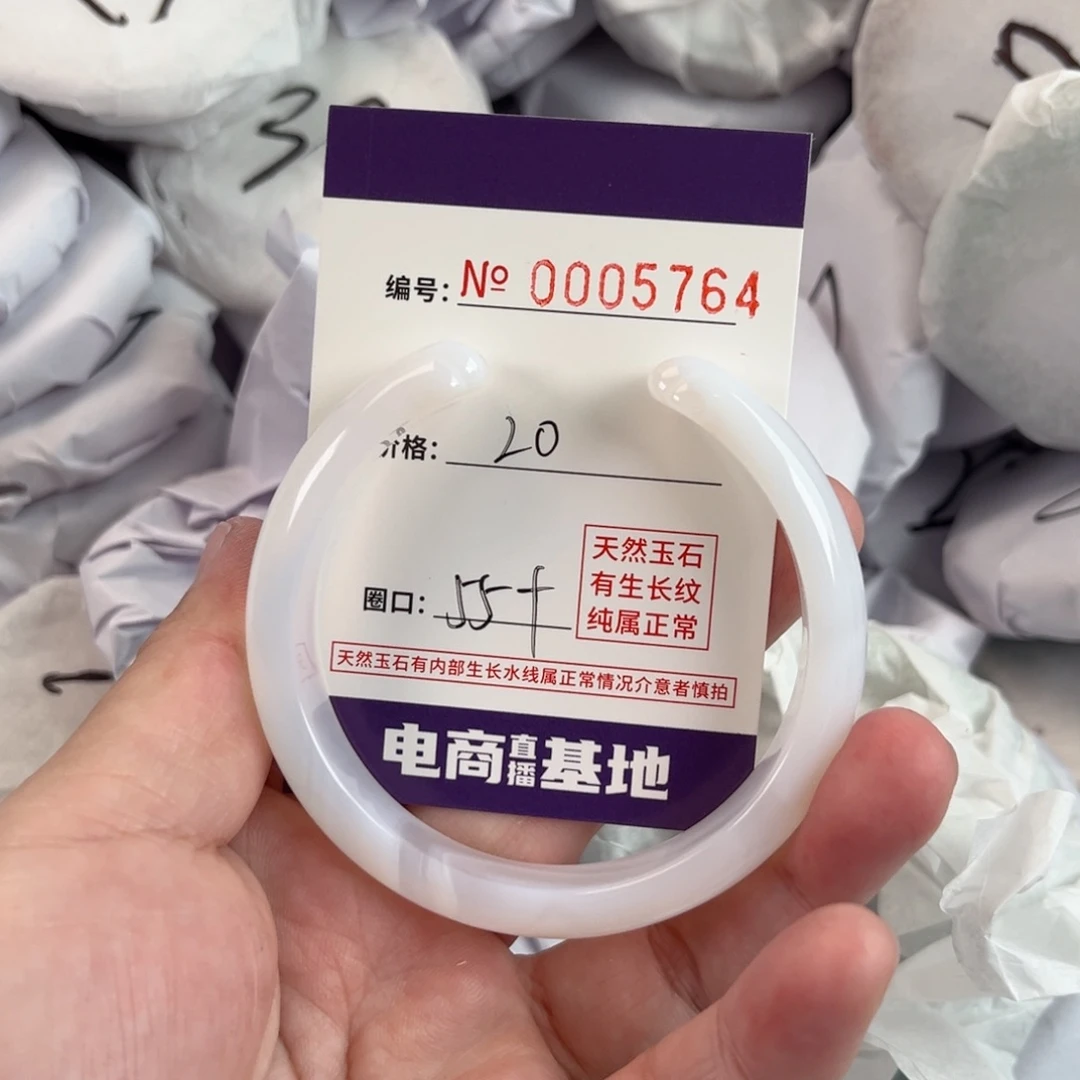 编号: № 0005764
价格: 20
圈口: 55+
天然玉石
有生长纹
纯属正常
天然玉石有内部生长水线属正常情况介意者慎拍
电商直播基地